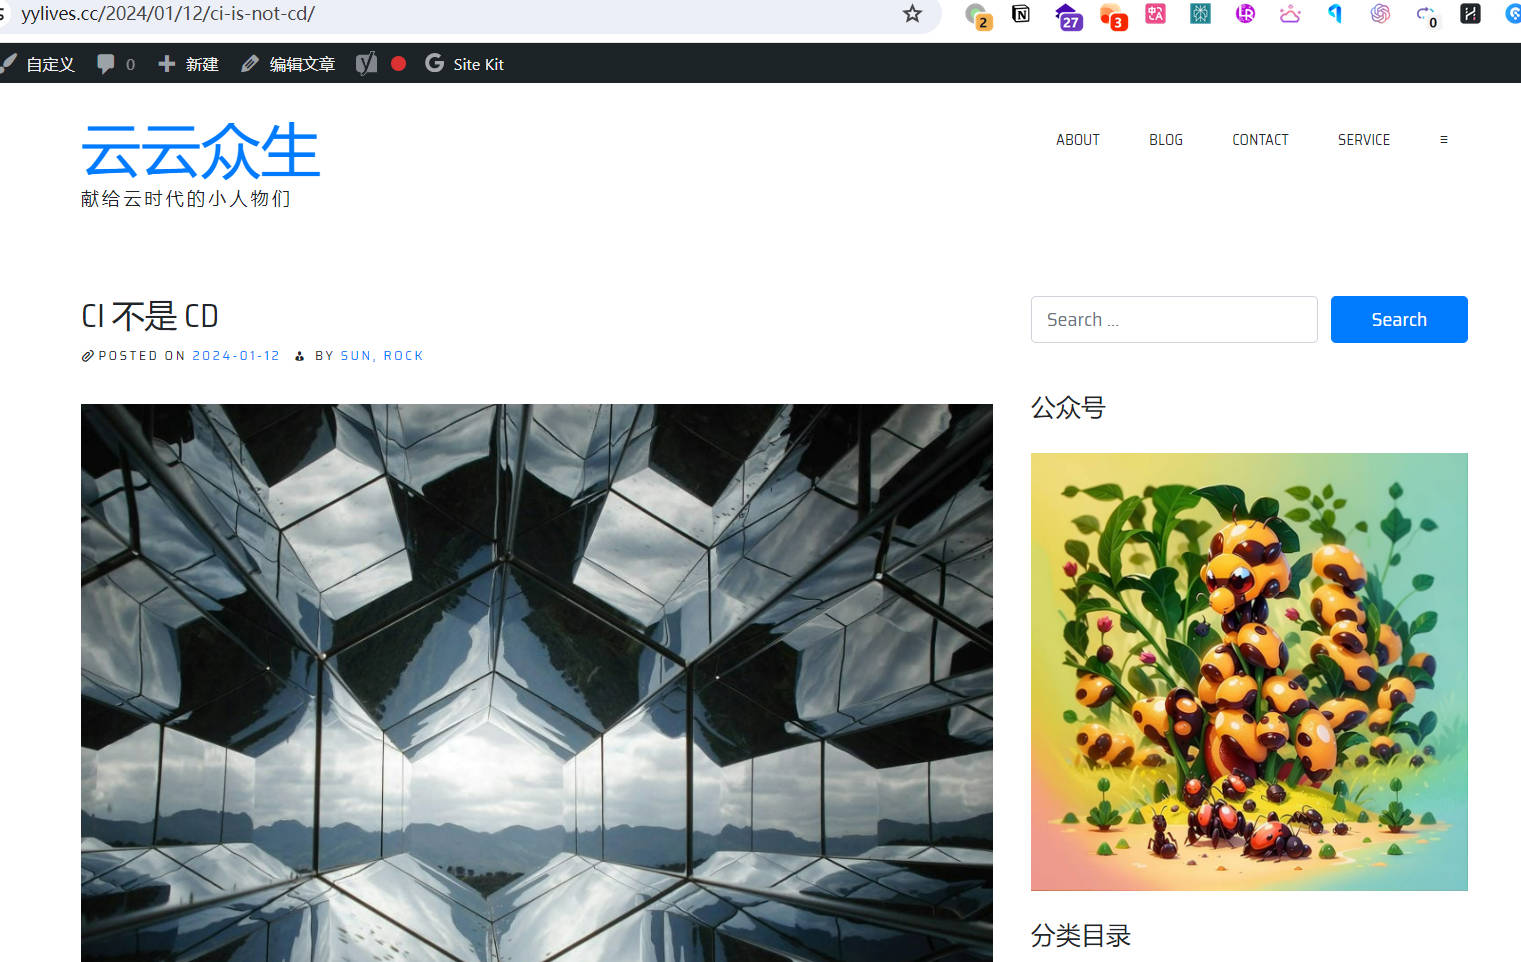 yylives.cc/2024/01/12/ci-is-not-cd/
2
27
3
0
自定义
0
新建
编辑文章
Site Kit
云云众生
献给云时代的小人物们
ABOUT
BLOG
CONTACT
SERVICE
CI 不是 CD
POSTED ON 2024-01-12 BY SUN, ROCK
Search ...
Search
公众号
分类目录